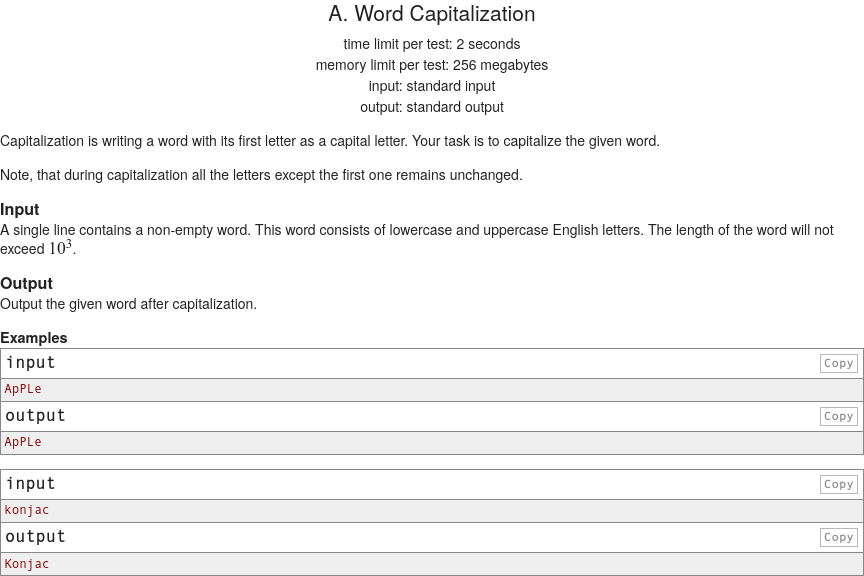 A. Word Capitalization
time limit per test: 2 seconds
memory limit per test: 256 megabytes
input: standard input
output: standard output
Capitalization is writing a word with its first letter as a capital letter. Your task is to capitalize the given word.
Note, that during capitalization all the letters except the first one remains unchanged.
Input
A single line contains a non-empty word. This word consists of lowercase and uppercase English letters. The length of the word will not
exceed 10³.
Output
Output the given word after capitalization.
Examples
input Copy
ApPLe
output Copy
ApPLe
input Copy
konjac
output Copy
Konjac